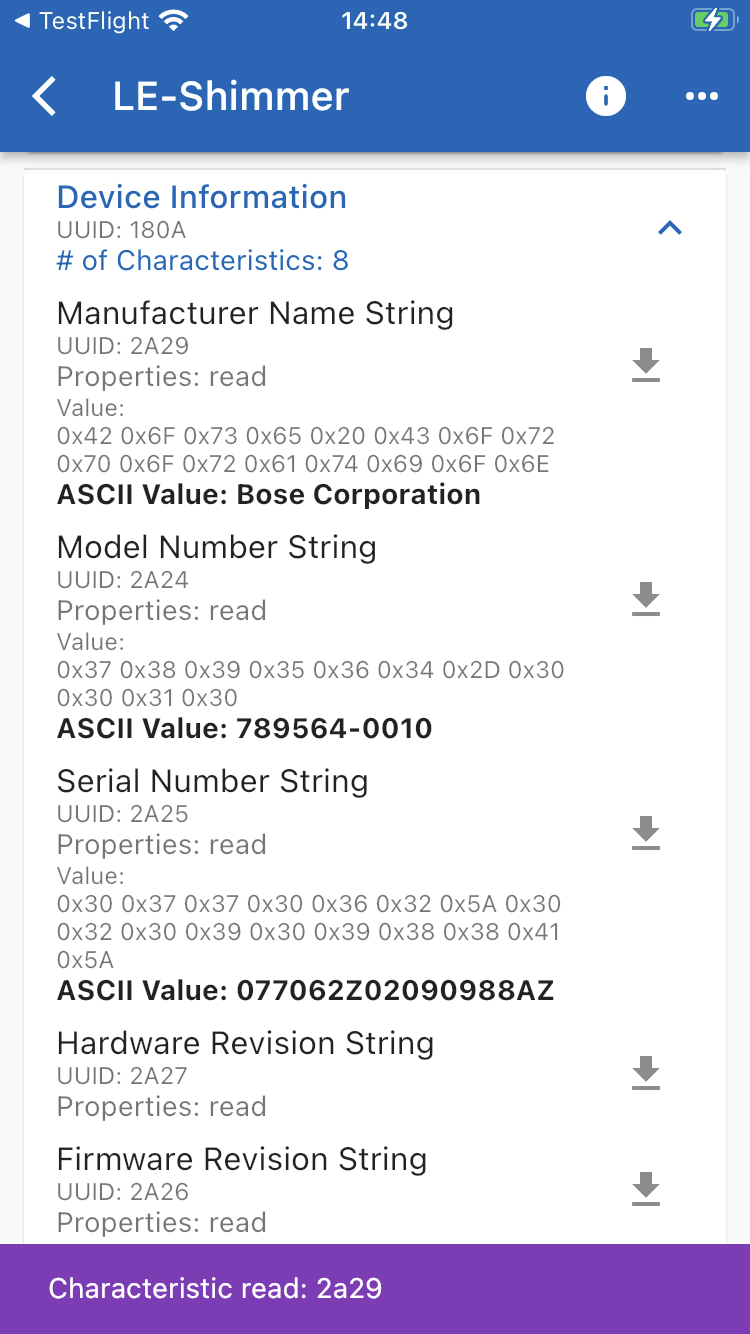 ◀ TestFlight 14:48
LE-Shimmer
Device Information
UUID: 180A
# of Characteristics: 8
Manufacturer Name String
UUID: 2A29
Properties: read
Value:
0x42 0x6F 0x73 0x65 0x20 0x43 0x6F 0x72
0x70 0x6F 0x72 0x61 0x74 0x69 0x6F 0x6E
ASCII Value: Bose Corporation
Model Number String
UUID: 2A24
Properties: read
Value:
0x37 0x38 0x39 0x35 0x36 0x34 0x2D 0x30
0x30 0x31 0x30
ASCII Value: 789564-0010
Serial Number String
UUID: 2A25
Properties: read
Value:
0x30 0x37 0x37 0x30 0x36 0x32 0x5A 0x30
0x32 0x30 0x39 0x30 0x39 0x38 0x38 0x41
0x5A
ASCII Value: 077062Z02090988AZ
Hardware Revision String
UUID: 2A27
Properties: read
Firmware Revision String
UUID: 2A26
Properties: read
Characteristic read: 2a29